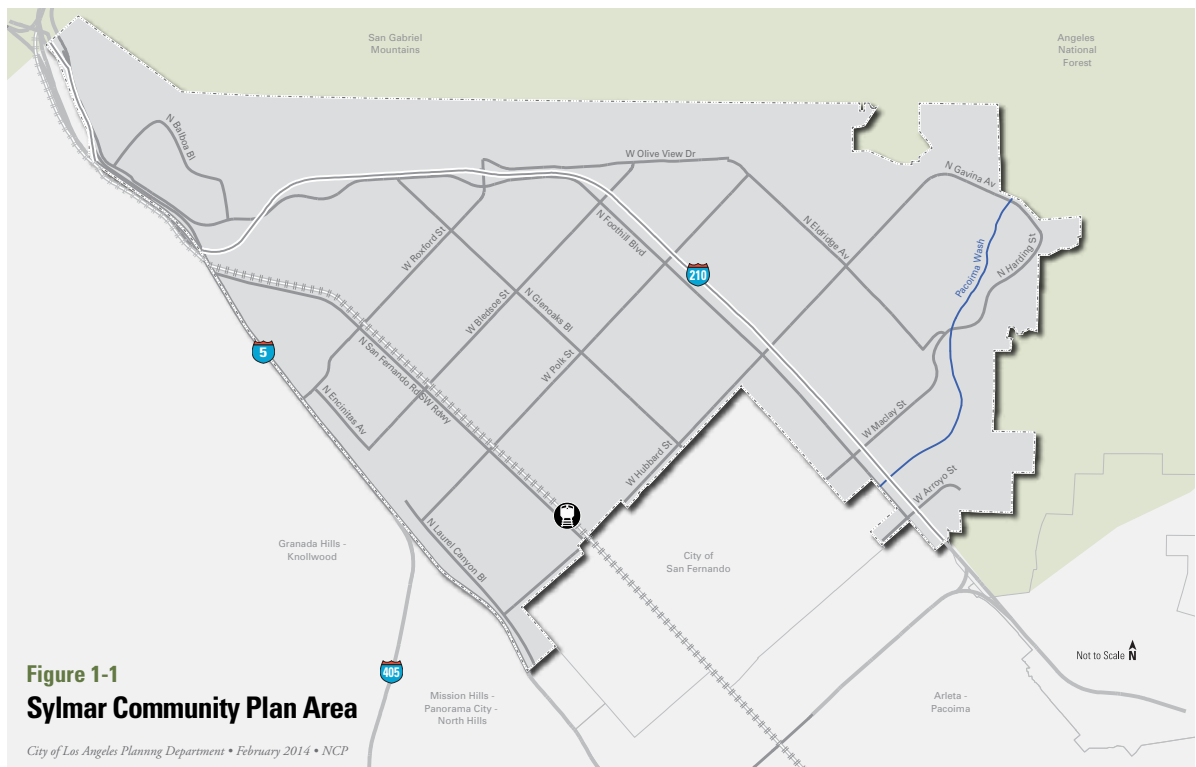 San Gabriel
Mountains
Angeles
National
Forest
N Balboa Bl
W Olive View Dr
N Gavina Av
N Foothill Blvd
N Eldridge Av
W Roxford St
Pacoima Wash
N Harding St
210
W Bledsoe St
N Glenoaks Bl
5
N San Fernando Rd
SW Rdwy
W Polk St
N Encinitas Av
W Maclay St
W Hubbard St
W Arroyo St
N Laurel Canyon Bl
Granada Hills -
Knollwood
City of
San Fernando
Not to Scale N
405
Mission Hills -
Panorama City -
North Hills
Arleta -
Pacoima
Figure 1-1
Sylmar Community Plan Area
City of Los Angeles Plannng Department • February 2014 • NCP